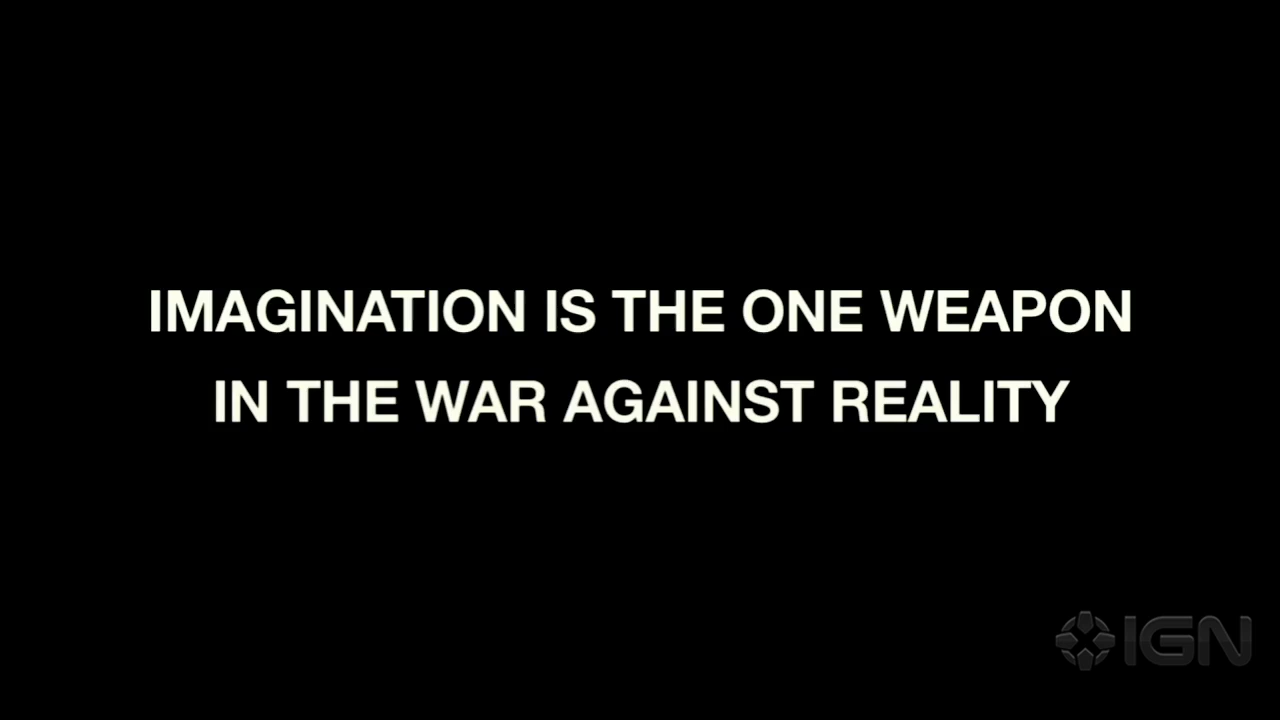 IMAGINATION IS THE ONE WEAPON
IN THE WAR AGAINST REALITY
IGN